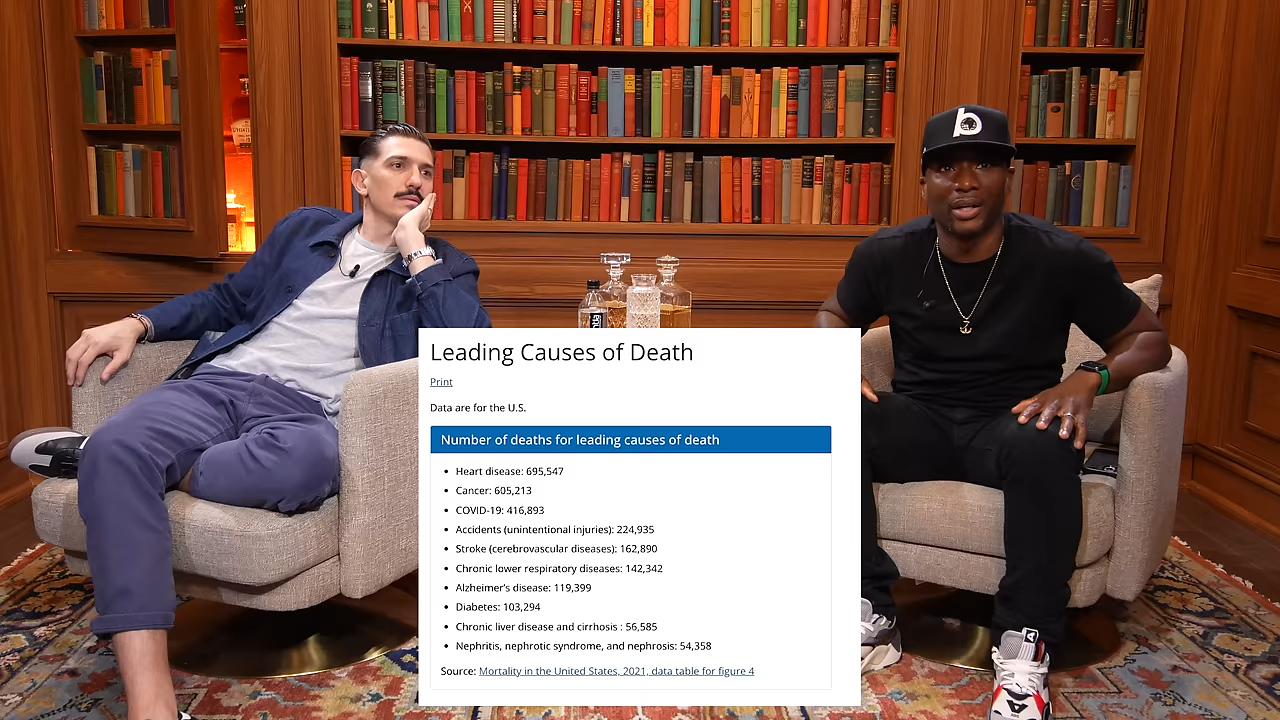 Leading Causes of Death
Print
Data are for the U.S.
Number of deaths for leading causes of death
Heart disease: 695,547
Cancer: 605,213
COVID-19: 416,893
Accidents (unintentional injuries): 224,935
Stroke (cerebrovascular diseases): 162,890
Chronic lower respiratory diseases: 142,342
Alzheimer's disease: 119,399
Diabetes: 103,294
Chronic liver disease and cirrhosis : 56,585
Nephritis, nephrotic syndrome, and nephrosis: 54,358
Source: Mortality in the United States, 2021, data table for figure 4
b